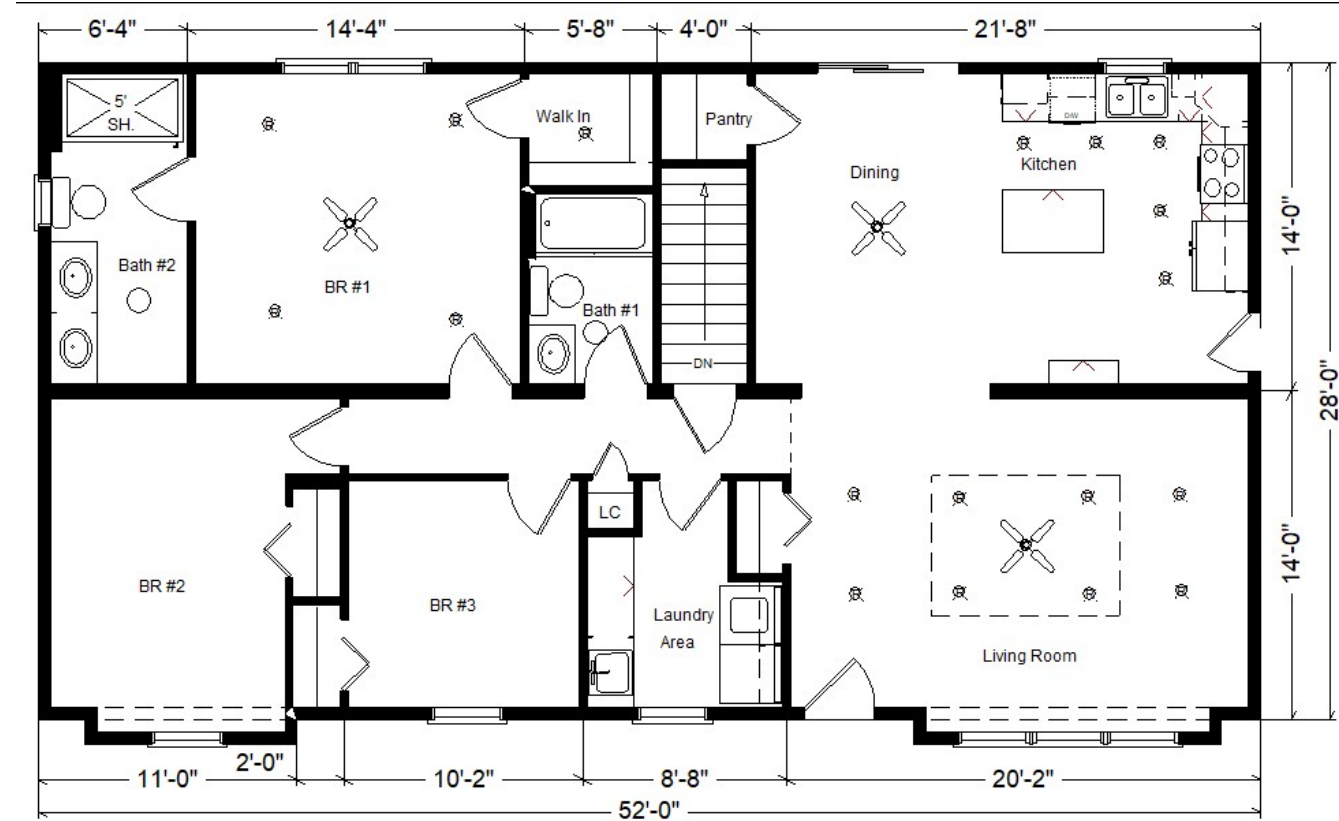 6'-4"
14'-4"
5'-8"
4'-0"
21'-8"
5'
SH.
Walk In
Pantry
DW
Dining
Kitchen
14'-0"
Bath #2
BR #1
Bath #1
DN
28'-0"
LC
BR #2
BR #3
Laundry
Area
Living Room
14'-0"
11'-0"
2'-0"
10'-2"
8'-8"
20'-2"
52'-0"